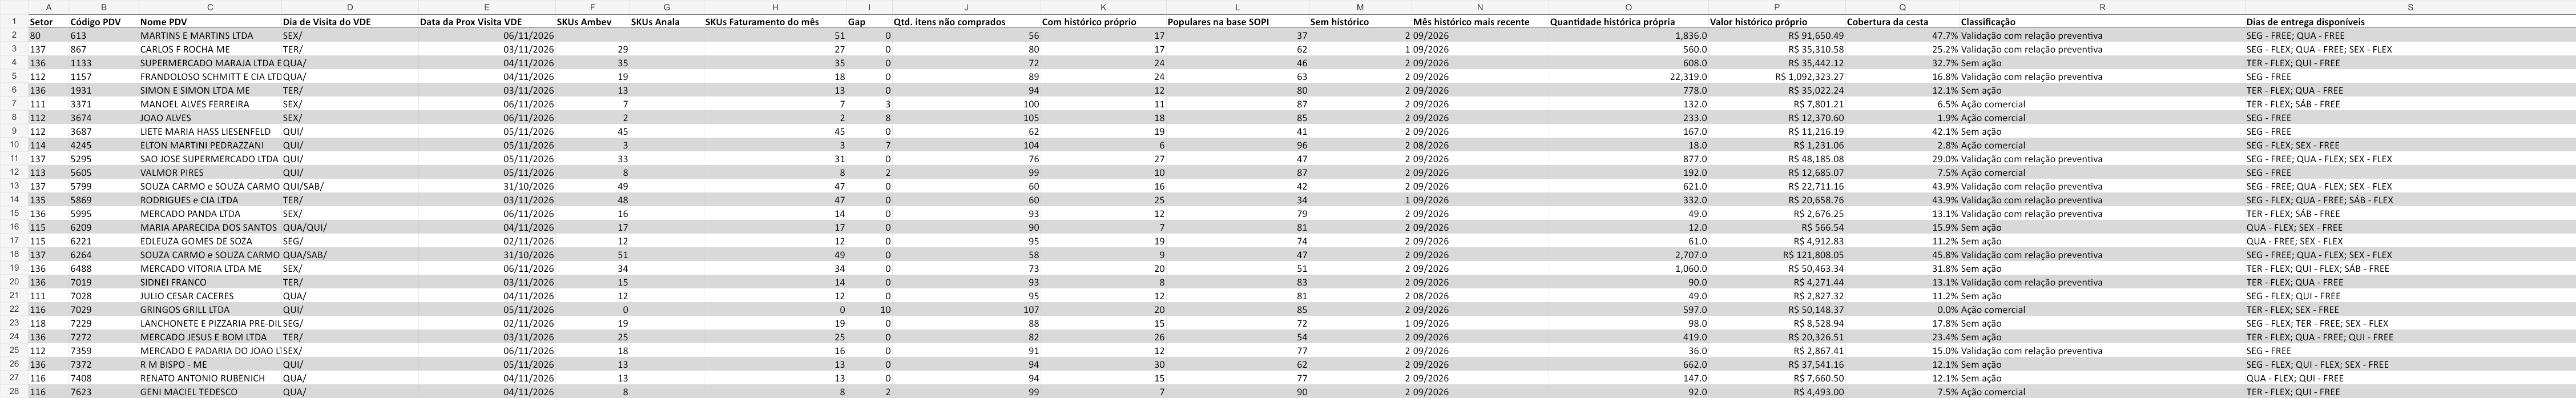 A B C D E F G H I J K L M N O P Q R S
1 Setor Código PDV Nome PDV Dia de Visita do VDE Data da Prox Visita VDE SKUs Ambev SKUs Anala SKUs Faturamento do mês Gap Qtd. itens não comprados Com histórico próprio Populares na base SOPI Sem histórico Mês histórico mais recente Quantidade histórica própria Valor histórico próprio Cobertura da cesta Classificação Dias de entrega disponíveis
2 80 613 MARTINS E MARTINS LTDA SEX/ 06/11/2026 51 0 56 17 37 2 09/2026 1,836.0 R$ 91,650.49 47.7% Validação com relação preventiva SEG - FREE; QUA - FREE
3 137 867 CARLOS F ROCHA ME TER/ 03/11/2026 29 27 0 80 17 62 1 09/2026 560.0 R$ 35,310.58 25.2% Validação com relação preventiva SEG - FLEX; QUA - FREE; SEX - FLEX
4 136 1133 SUPERMERCADO MARAJA LTDA E QUA/ 04/11/2026 35 35 0 72 24 46 2 09/2026 608.0 R$ 35,442.12 32.7% Sem ação TER - FLEX; QUI - FREE
5 112 1157 FRANDOLOSO SCHMITT E CIA LTD QUA/ 04/11/2026 19 18 0 89 24 63 2 09/2026 22,319.0 R$ 1,092,323.27 16.8% Validação com relação preventiva SEG - FREE
6 136 1931 SIMON E SIMON LTDA ME TER/ 03/11/2026 13 13 0 94 12 80 2 09/2026 778.0 R$ 35,022.24 12.1% Sem ação TER - FLEX; QUA - FREE
7 111 3371 MANOEL ALVES FERREIRA SEX/ 06/11/2026 7 7 3 100 11 87 2 09/2026 132.0 R$ 7,801.21 6.5% Ação comercial TER - FLEX; SÁB - FREE
8 112 3674 JOAO ALVES SEX/ 06/11/2026 2 2 8 105 18 85 2 09/2026 233.0 R$ 12,370.60 1.9% Ação comercial SEG - FREE
9 112 3687 LIETE MARIA HASS LIESENFELD QUI/ 05/11/2026 45 45 0 62 19 41 2 09/2026 167.0 R$ 11,216.19 42.1% Sem ação SEG - FREE
10 114 4245 ELTON MARTINI PEDRAZZANI QUI/ 05/11/2026 3 3 7 104 6 96 2 08/2026 18.0 R$ 1,231.06 2.8% Ação comercial SEG - FLEX; SEX - FREE
11 137 5295 SAO JOSE SUPERMERCADO LTDA QUI/ 05/11/2026 33 31 0 76 27 47 2 09/2026 877.0 R$ 48,185.08 29.0% Validação com relação preventiva SEG - FREE; QUA - FLEX; SEX - FLEX
12 113 5605 VALMOR PIRES QUI/ 05/11/2026 8 8 2 99 10 87 2 09/2026 192.0 R$ 12,685.07 7.5% Ação comercial SEG - FREE
13 137 5799 SOUZA CARMO e SOUZA CARMO QUI/SAB/ 31/10/2026 49 47 0 60 16 42 2 09/2026 621.0 R$ 22,711.16 43.9% Validação com relação preventiva SEG - FREE; QUA - FLEX; SEX - FLEX
14 135 5869 RODRIGUES e CIA LTDA TER/ 03/11/2026 48 47 0 60 25 34 1 09/2026 332.0 R$ 20,658.76 43.9% Validação com relação preventiva SEG - FLEX; QUA - FREE; SÁB - FLEX
15 136 5995 MERCADO PANDA LTDA SEX/ 06/11/2026 16 14 0 93 12 79 2 09/2026 49.0 R$ 2,676.25 13.1% Validação com relação preventiva TER - FLEX; SÁB - FREE
16 115 6209 MARIA APARECIDA DOS SANTOS QUA/QUI/ 04/11/2026 17 17 0 90 7 81 2 09/2026 12.0 R$ 566.54 15.9% Sem ação QUA - FLEX; SEX - FREE
17 115 6221 EDLEUZA GOMES DE SOZA SEG/ 02/11/2026 12 12 0 95 19 74 2 09/2026 61.0 R$ 4,912.83 11.2% Sem ação QUA - FREE; SEX - FLEX
18 137 6264 SOUZA CARMO e SOUZA CARMO QUA/SAB/ 31/10/2026 51 49 0 58 9 47 2 09/2026 2,707.0 R$ 121,808.05 45.8% Validação com relação preventiva SEG - FREE; QUA - FLEX; SEX - FLEX
19 136 6488 MERCADO VITORIA LTDA ME SEX/ 06/11/2026 34 34 0 73 20 51 2 09/2026 1,060.0 R$ 50,463.34 31.8% Sem ação TER - FLEX; QUI - FLEX; SÁB - FREE
20 136 7019 SIDNEI FRANCO TER/ 03/11/2026 15 14 0 93 8 83 2 09/2026 90.0 R$ 4,271.44 13.1% Validação com relação preventiva TER - FLEX; QUA - FREE
21 111 7028 JULIO CESAR CACERES QUA/ 04/11/2026 12 12 0 95 12 81 2 08/2026 49.0 R$ 2,827.32 11.2% Sem ação SEG - FLEX; QUI - FREE
22 116 7029 GRINGOS GRILL LTDA QUI/ 05/11/2026 0 0 10 107 20 85 2 09/2026 597.0 R$ 50,148.37 0.0% Ação comercial TER - FLEX; SEX - FREE
23 118 7229 LANCHONETE E PIZZARIA PRE-DIL SEG/ 02/11/2026 19 19 0 88 15 72 1 09/2026 98.0 R$ 8,528.94 17.8% Sem ação SEG - FLEX; TER - FREE; SEX - FLEX
24 136 7272 MERCADO JESUS E BOM LTDA TER/ 03/11/2026 25 25 0 82 26 54 2 09/2026 419.0 R$ 20,326.51 23.4% Sem ação TER - FLEX; QUA - FREE; QUI - FREE
25 112 7359 MERCADO E PADARIA DO JOAO LT SEX/ 06/11/2026 18 16 0 91 12 77 2 09/2026 36.0 R$ 2,867.41 15.0% Validação com relação preventiva SEG - FREE
26 136 7372 R M BISPO - ME QUI/ 05/11/2026 13 13 0 94 30 62 2 09/2026 662.0 R$ 37,541.16 12.1% Sem ação SEG - FLEX; QUI - FLEX; SEX - FREE
27 116 7408 RENATO ANTONIO RUBENICH QUA/ 04/11/2026 13 13 0 94 15 77 2 09/2026 147.0 R$ 7,660.50 12.1% Sem ação QUA - FLEX; QUI - FREE
28 116 7623 GENI MACIEL TEDESCO QUA/ 04/11/2026 8 8 2 99 7 90 2 09/2026 92.0 R$ 4,493.00 7.5% Ação comercial TER - FLEX; QUI - FREE